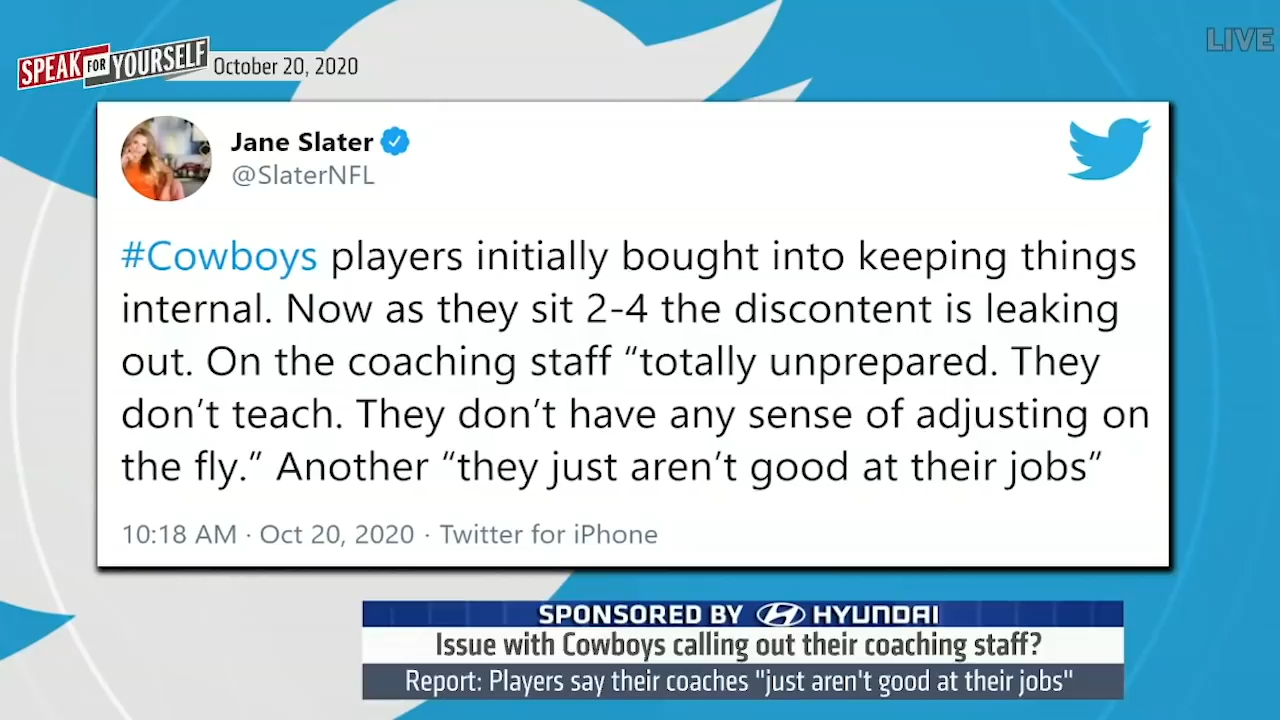 SPEAK FOR YOURSELF
October 20, 2020
LIVE
Jane Slater
@SlaterNFL
#Cowboys players initially bought into keeping things
internal. Now as they sit 2-4 the discontent is leaking
out. On the coaching staff “totally unprepared. They
don’t teach. They don’t have any sense of adjusting on
the fly.” Another “they just aren’t good at their jobs”
10:18 AM · Oct 20, 2020 · Twitter for iPhone
SPONSORED BY HYUNDAI
Issue with Cowboys calling out their coaching staff?
Report: Players say their coaches "just aren't good at their jobs"